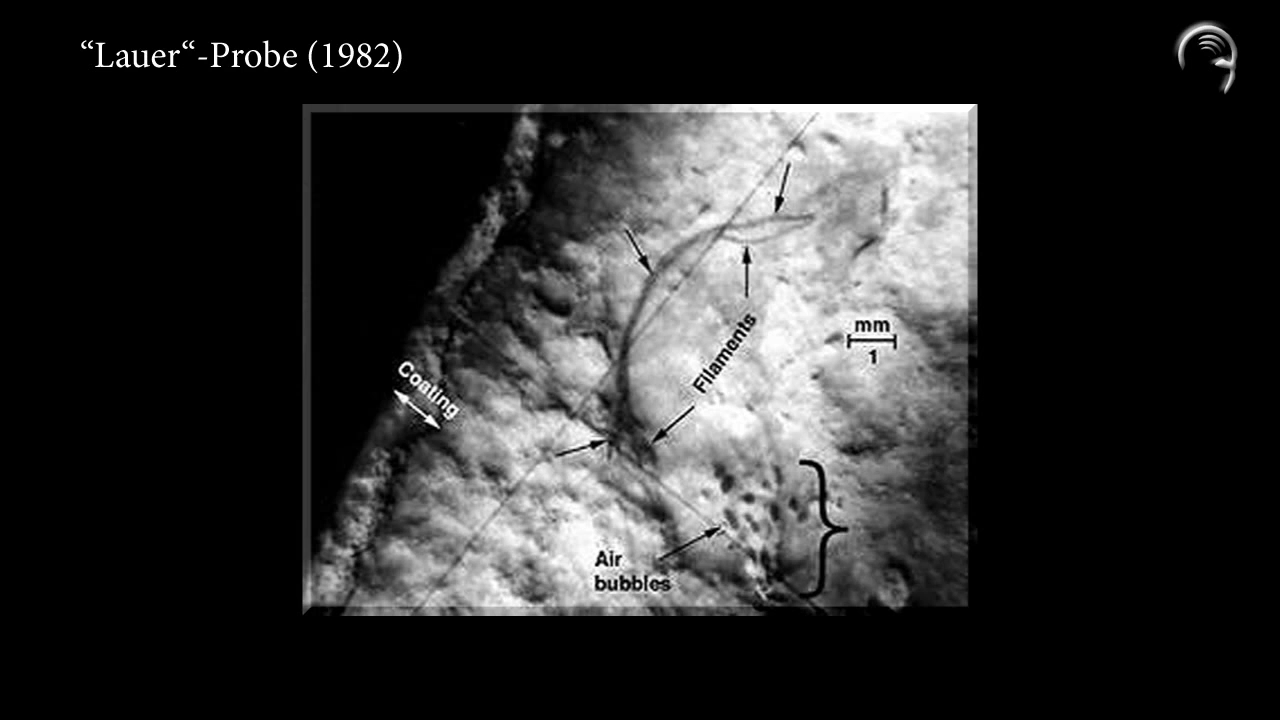 “Lauer“-Probe (1982)
mm
1
Filaments
Coating
Air
bubbles